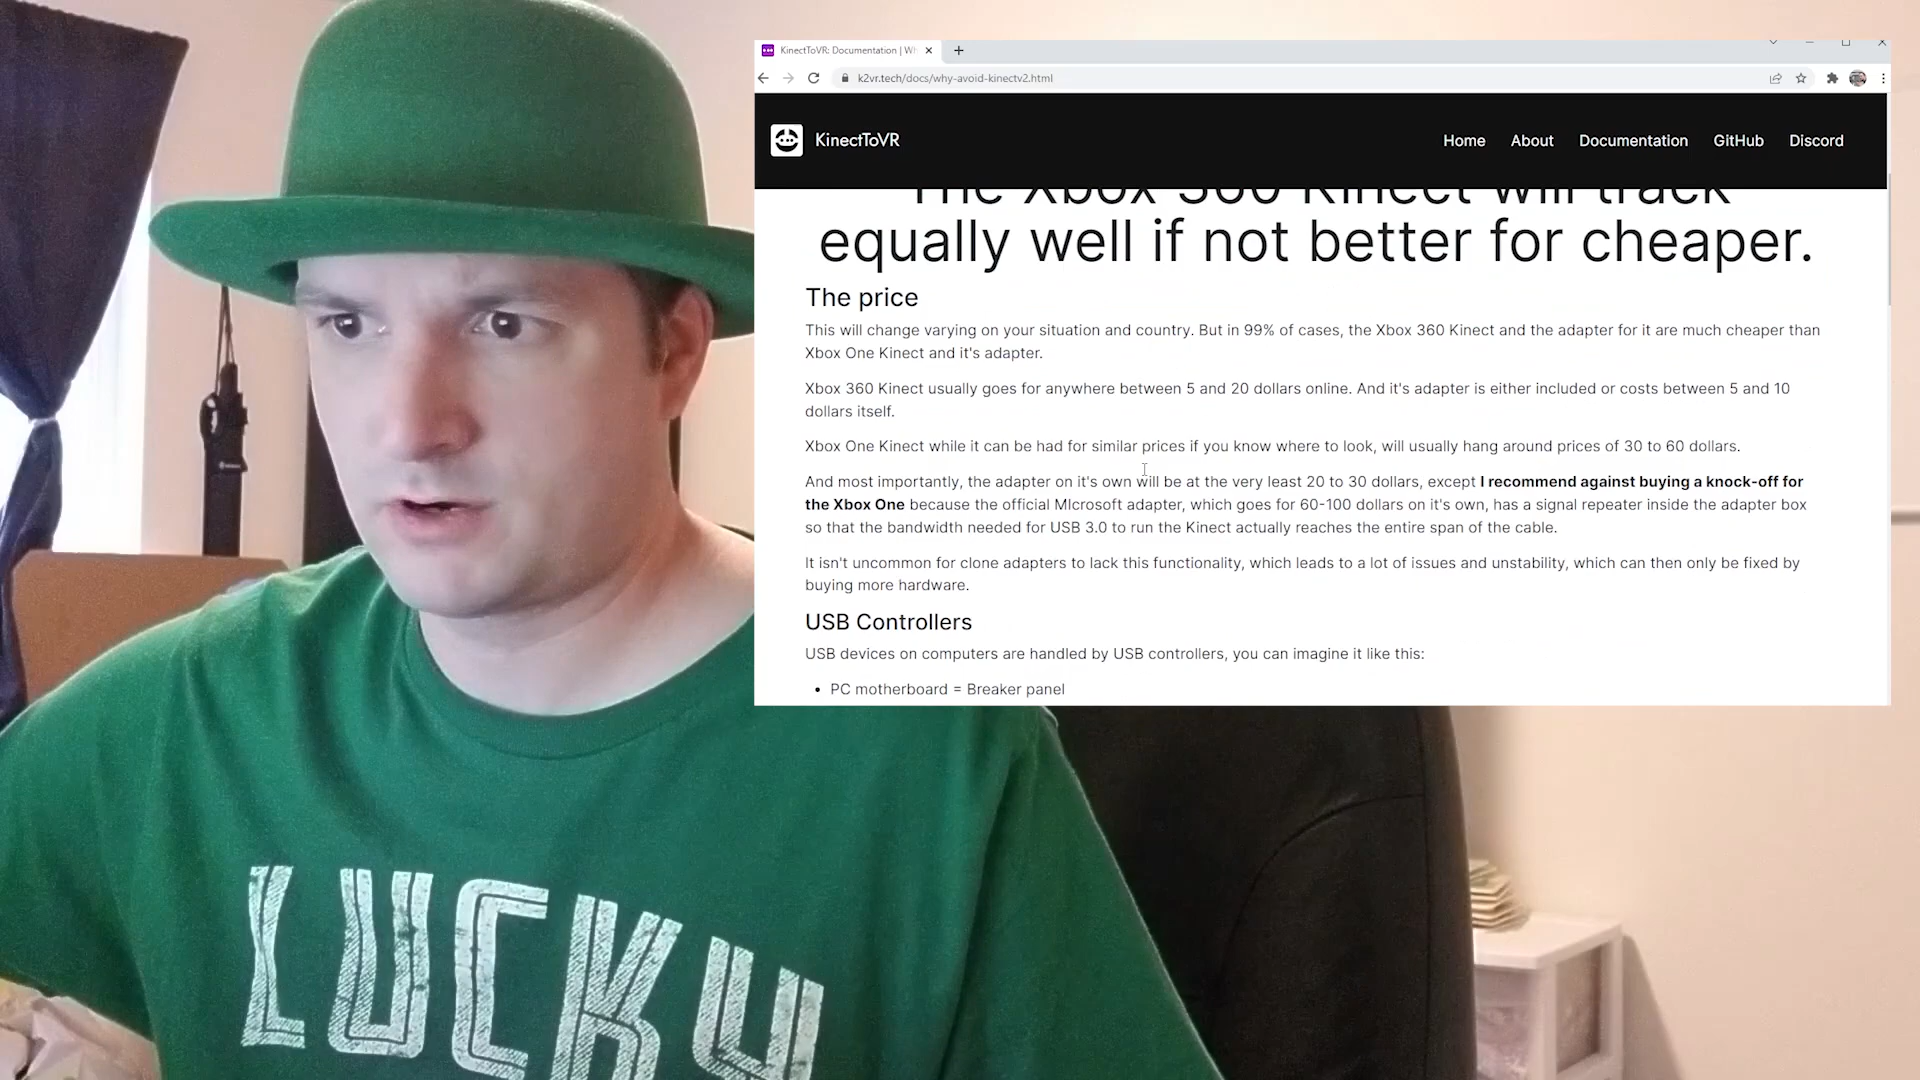 KinectToVR: Documentation | Wh
k2vr.tech/docs/why-avoid-kinectv2.html
KinectToVR
Home About Documentation GitHub Discord
The Xbox 360 Kinect will track
equally well if not better for cheaper.
The price
This will change varying on your situation and country. But in 99% of cases, the Xbox 360 Kinect and the adapter for it are much cheaper than
Xbox One Kinect and it's adapter.
Xbox 360 Kinect usually goes for anywhere between 5 and 20 dollars online. And it's adapter is either included or costs between 5 and 10
dollars itself.
Xbox One Kinect while it can be had for similar prices if you know where to look, will usually hang around prices of 30 to 60 dollars.
And most importantly, the adapter on it's own will be at the very least 20 to 30 dollars, except I recommend against buying a knock-off for
the Xbox One because the official MIcrosoft adapter, which goes for 60-100 dollars on it's own, has a signal repeater inside the adapter box
so that the bandwidth needed for USB 3.0 to run the Kinect actually reaches the entire span of the cable.
It isn't uncommon for clone adapters to lack this functionality, which leads to a lot of issues and unstability, which can then only be fixed by
buying more hardware.
USB Controllers
USB devices on computers are handled by USB controllers, you can imagine it like this:
• PC motherboard = Breaker panel
LUCKY